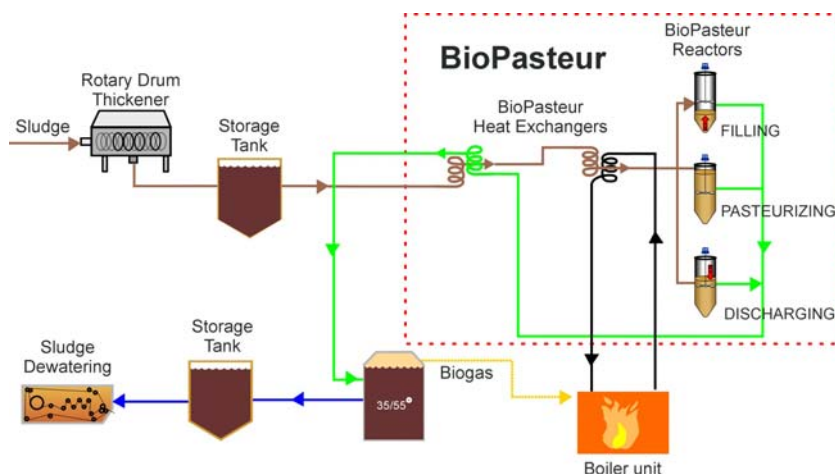 BioPasteur
BioPasteur
Reactors
Rotary Drum
Thickener
Sludge
Storage
Tank
BioPasteur
Heat Exchangers
FILLING
PASTEURIZING
DISCHARGING
Storage
Tank
Sludge
Dewatering
Biogas
35/55°
Boiler unit